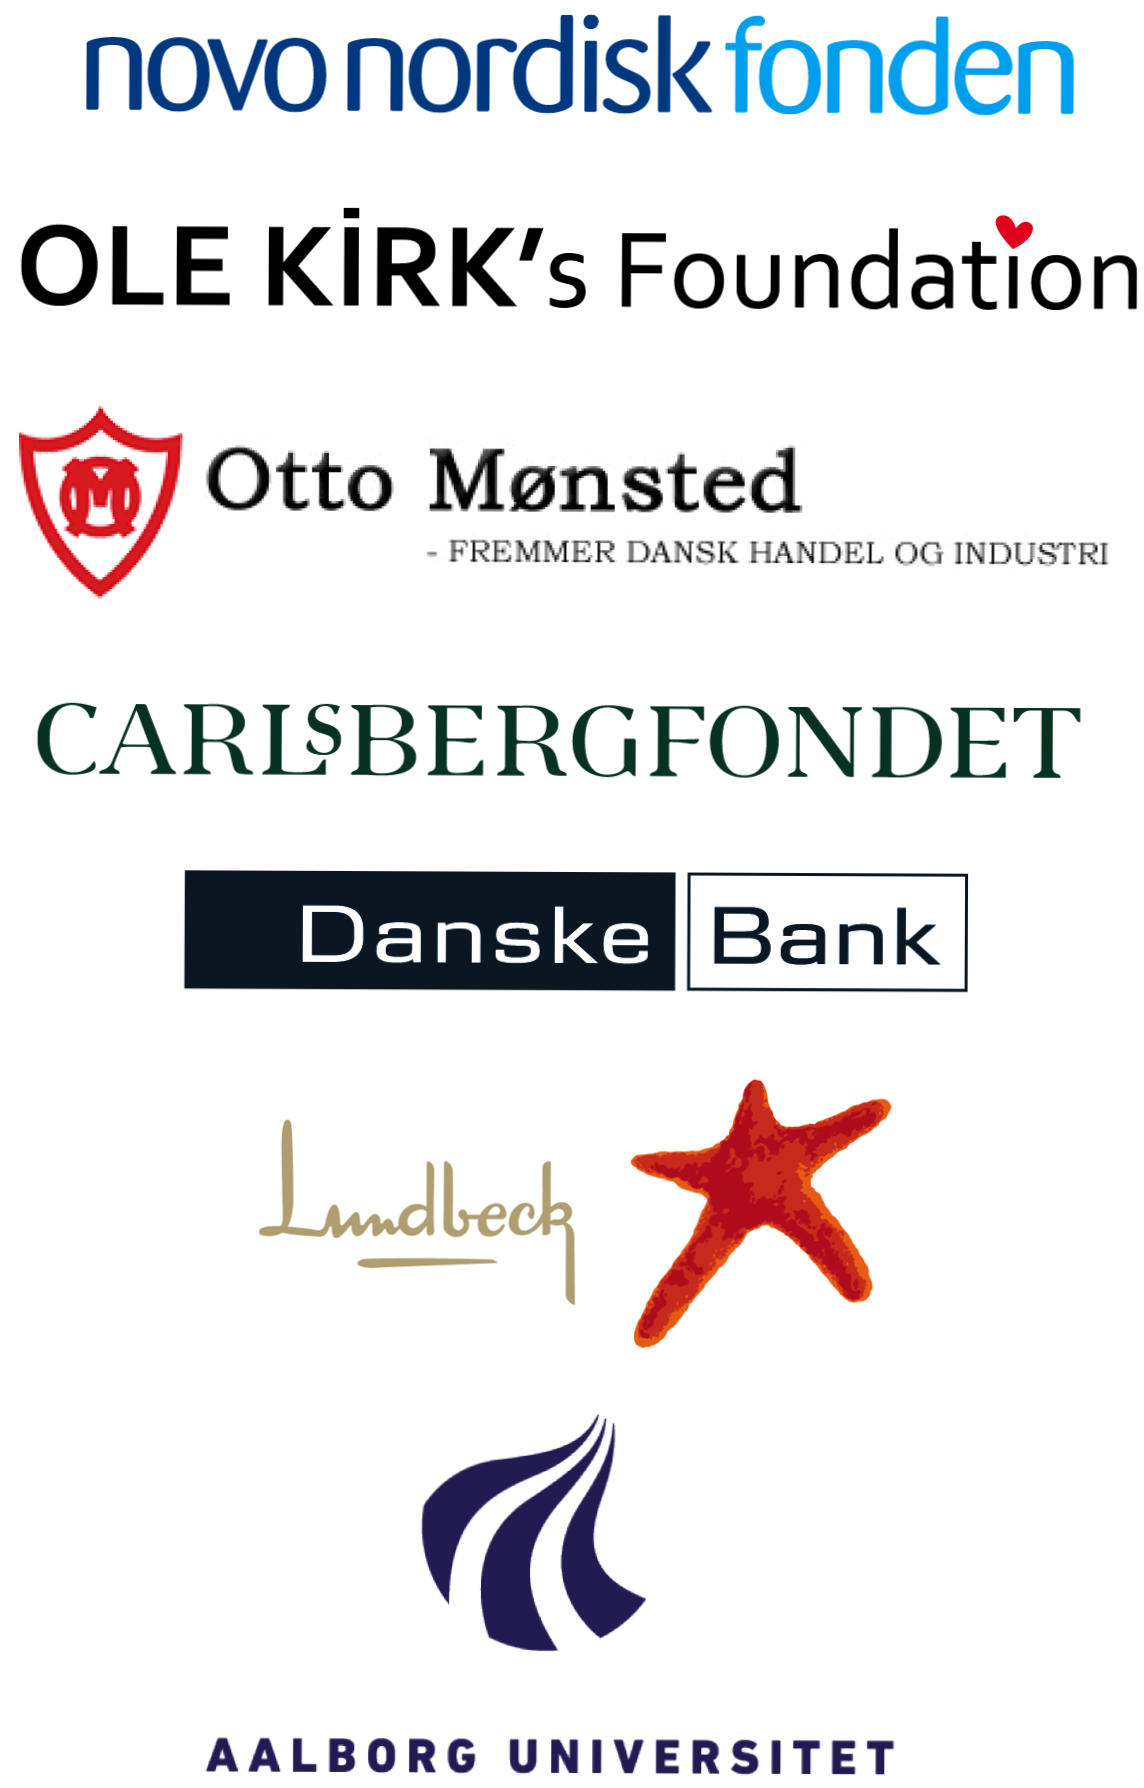 novo nordisk fonden
OLE KİRK's Foundation
Otto Mønsted
- FREMMER DANSK HANDEL OG INDUSTRI
CARLSBERGFONDET
Danske Bank
Lundbeck
AALBORG UNIVERSITET